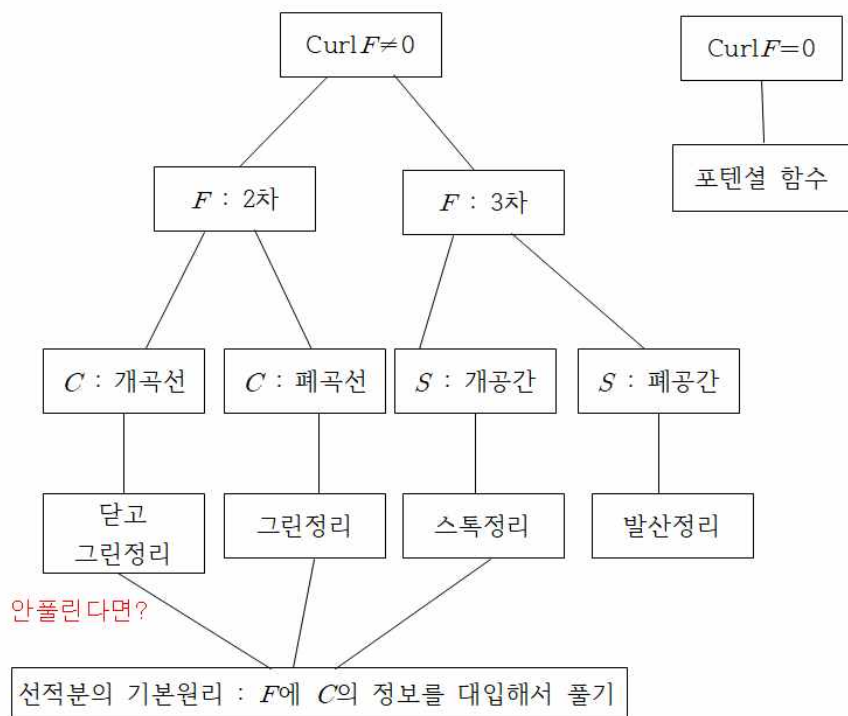 Curl F≠0
Curl F=0
포텐셜 함수
F : 2차
F : 3차
C : 개곡선
C : 폐곡선
S : 개공간
S : 폐공간
닫고
그린정리
그린정리
스톡정리
발산정리
안풀린다면?
선적분의 기본원리 : F에 C의 정보를 대입해서 풀기